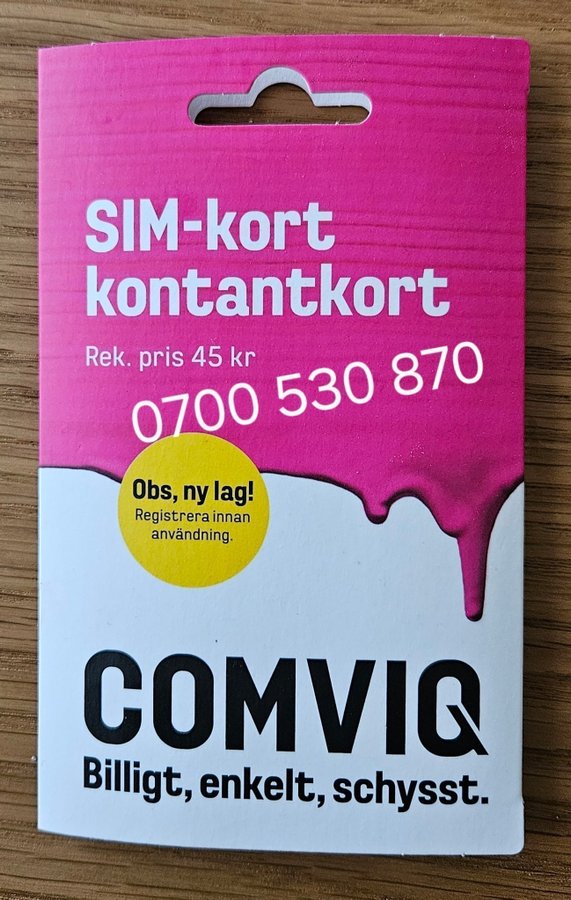 SIM-kort
kontantkort
Rek. pris 45 kr
0700 530 870
Obs, ny lag!
Registrera innan
användning.
COMVIQ
Billigt, enkelt, schysst.